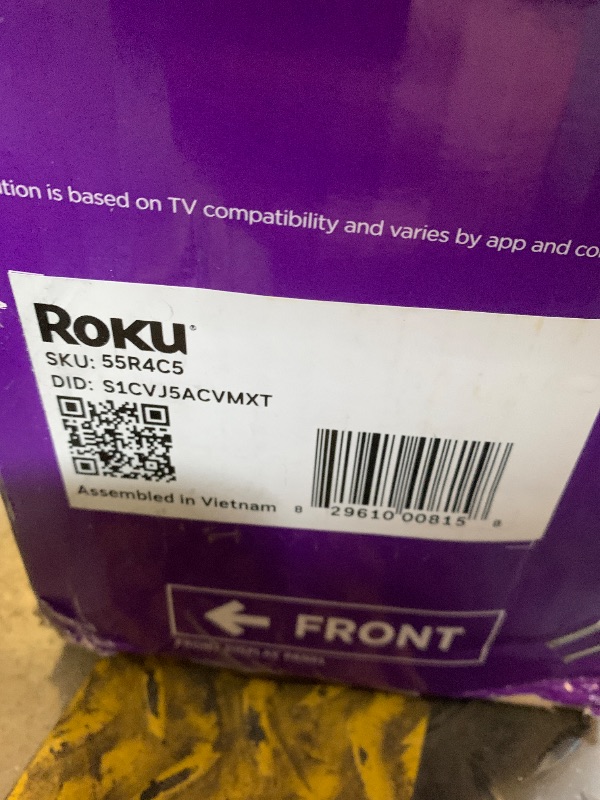 tion is based on TV compatibility and varies by app and co
Roku
SKU: 55R4C5
DID: S1CVJ5ACVMXT
Assembled in Vietnam
8 29610 00815 8
← FRONT